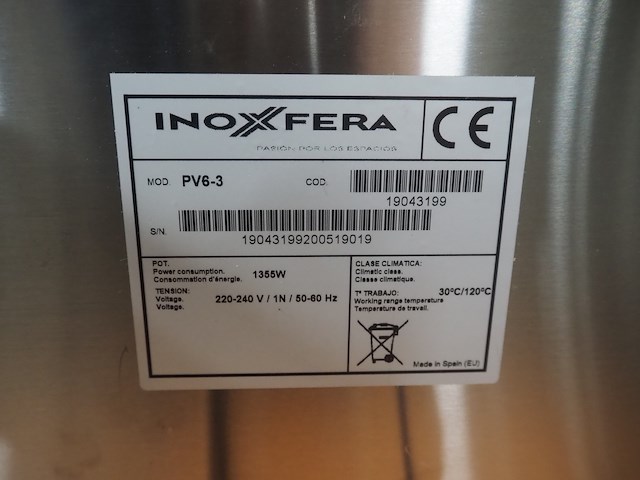 INOXFERA
CE
PASIÓN POR LOS ESPACIOS
MOD. PV6-3 COD.
19043199
S/N.
19043199200519019
POT.
Power consumption. 1355W
Consommation d'énergie.
TENSION:
Voltage. 220-240 V / 1N / 50-60 Hz
Voltage.
CLASE CLIMATICA:
Climatic class.
Classe climatique.
Tª TRABAJO: 30ºC/120ºC
Working range temperature
Temperature de travail.
Made in Spain (EU)